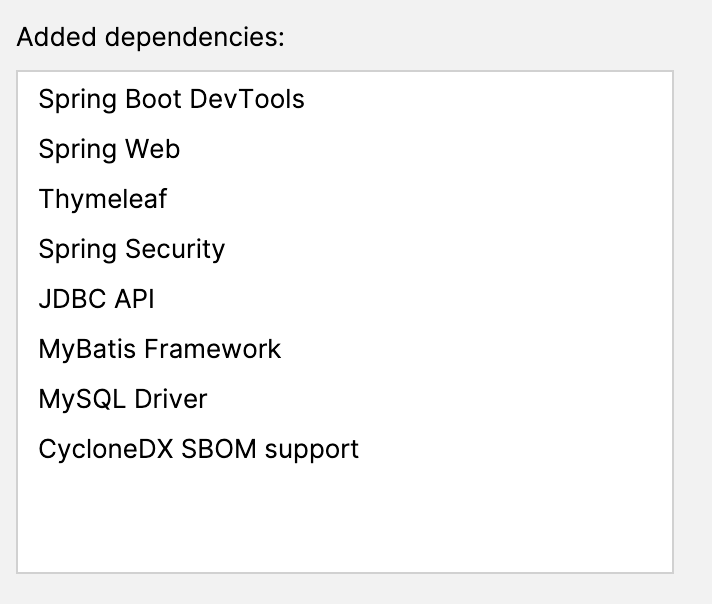 Added dependencies:
Spring Boot DevTools
Spring Web
Thymeleaf
Spring Security
JDBC API
MyBatis Framework
MySQL Driver
CycloneDX SBOM support